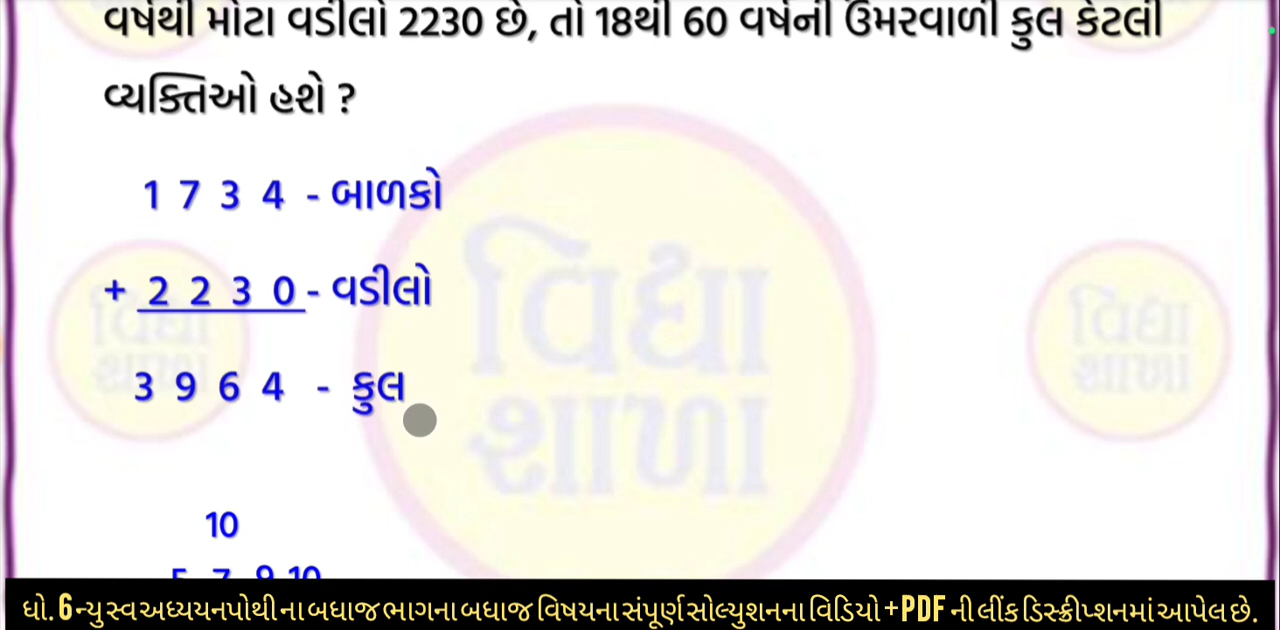 વર્ષથી મોટા વડીલો 2230 છે, તો 18થી 60 વર્ષની ઉંમરવાળી કુલ કેટલી
વ્યક્તિઓ હશે ?
1 7 3 4 - બાળકો
+ 2 2 3 0 - વડીલો
3 9 6 4 - કુલ
વિદ્યા
શાળા
વિદ્યા
શાળા
વિદ્યા
શાળા
10
ધો. 6 ન્યુ સ્વઅધ્યયનપોથી ના બધાજ ભાગના બધાજ વિષયના સંપૂર્ણ સોલ્યુશનના વિડિયો + PDF ની લીંક ડિસ્ક્રીપ્શનમાં આપેલ છે.